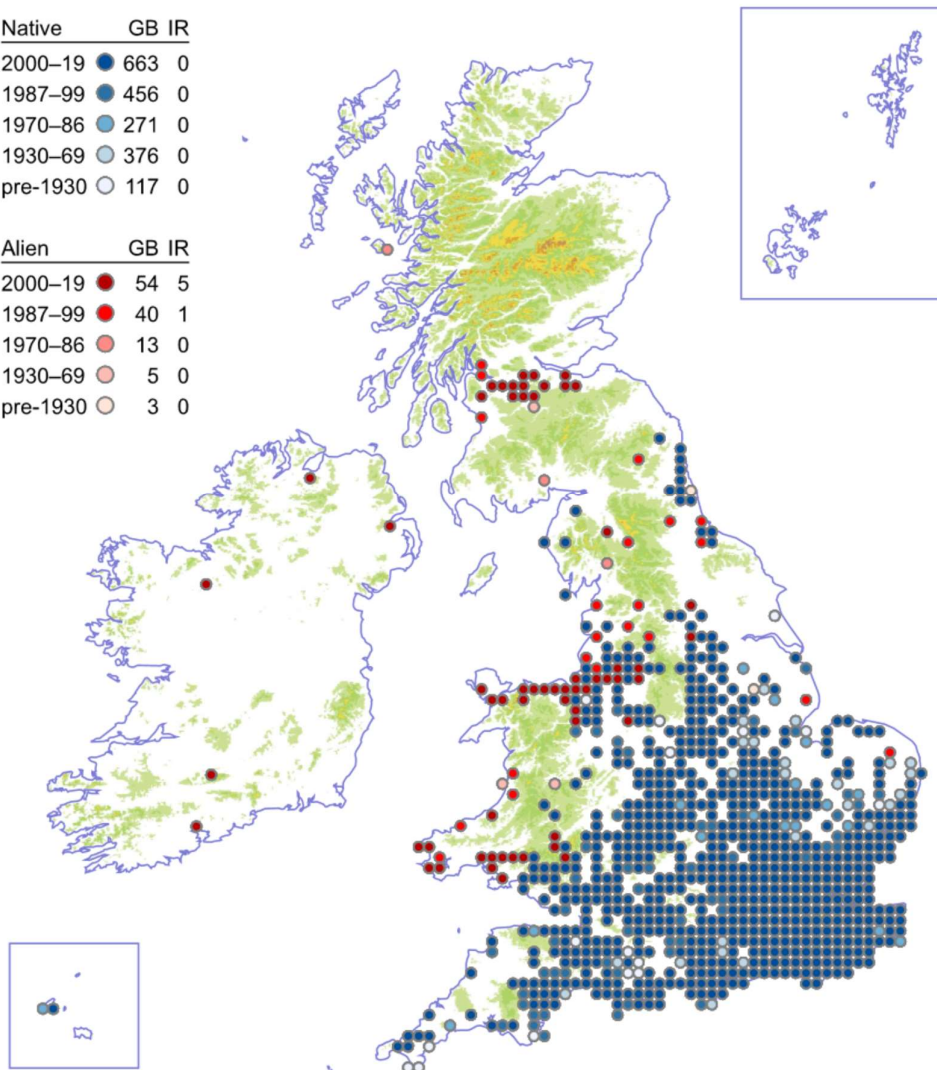 Native GB IR
2000–19 663 0
1987–99 456 0
1970–86 271 0
1930–69 376 0
pre-1930 117 0
Alien GB IR
2000–19 54 5
1987–99 40 1
1970–86 13 0
1930–69 5 0
pre-1930 3 0